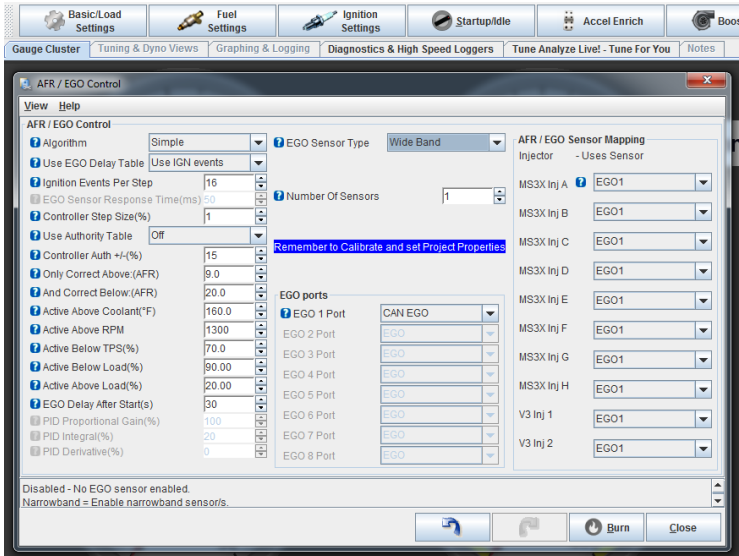 Basic/Load Settings
Fuel Settings
Ignition Settings
Startup/Idle
Accel Enrich
Boos
Gauge Cluster
Tuning & Dyno Views
Graphing & Logging
Diagnostics & High Speed Loggers
Tune Analyze Live! - Tune For You
Notes
AFR / EGO Control
View Help
AFR / EGO Control
Algorithm Simple
Use EGO Delay Table Use IGN events
Ignition Events Per Step 16
EGO Sensor Response Time(ms) 50
Controller Step Size(%) 1
Use Authority Table Off
Controller Auth +/-(%) 15
Only Correct Above:(AFR) 9.0
And Correct Below:(AFR) 20.0
Active Above Coolant(°F) 160.0
Active Above RPM 1300
Active Below TPS(%) 70.0
Active Below Load(%) 90.00
Active Above Load(%) 20.00
EGO Delay After Start(s) 30
PID Proportional Gain(%) 100
PID Integral(%) 20
PID Derivative(%) 0
EGO Sensor Type Wide Band
Number Of Sensors 1
Remember to Calibrate and set Project Properties
EGO ports
EGO 1 Port CAN EGO
EGO 2 Port EGO
EGO 3 Port EGO
EGO 4 Port EGO
EGO 5 Port EGO
EGO 6 Port EGO
EGO 7 Port EGO
EGO 8 Port EGO
AFR / EGO Sensor Mapping
Injector - Uses Sensor
MS3X Inj A EGO1
MS3X Inj B EGO1
MS3X Inj C EGO1
MS3X Inj D EGO1
MS3X Inj E EGO1
MS3X Inj F EGO1
MS3X Inj G EGO1
MS3X Inj H EGO1
V3 Inj 1 EGO1
V3 Inj 2 EGO1
Disabled - No EGO sensor enabled.
Narrowband = Enable narrowband sensor/s.
Burn
Close